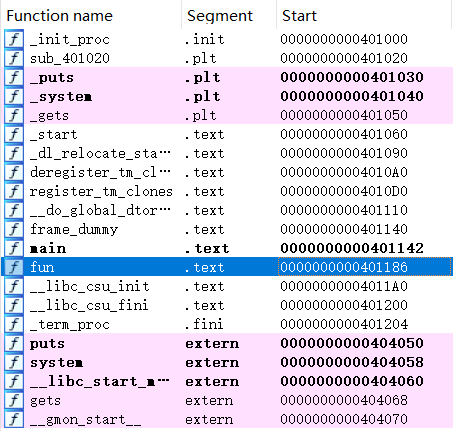 Function name Segment Start
_init_proc .init 0000000000401000
sub_401020 .plt 0000000000401020
_puts .plt 0000000000401030
_system .plt 0000000000401040
_gets .plt 0000000000401050
_start .text 0000000000401060
_dl_relocate_sta… .text 0000000000401090
deregister_tm_cl… .text 00000000004010A0
register_tm_clones .text 00000000004010D0
__do_global_dtor… .text 0000000000401110
frame_dummy .text 0000000000401140
main .text 0000000000401142
fun .text 0000000000401186
__libc_csu_init .text 00000000004011A0
__libc_csu_fini .text 0000000000401200
_term_proc .fini 0000000000401204
puts extern 0000000000404050
system extern 0000000000404058
__libc_start_m… extern 0000000000404060
gets extern 0000000000404068
__gmon_start__ extern 0000000000404070